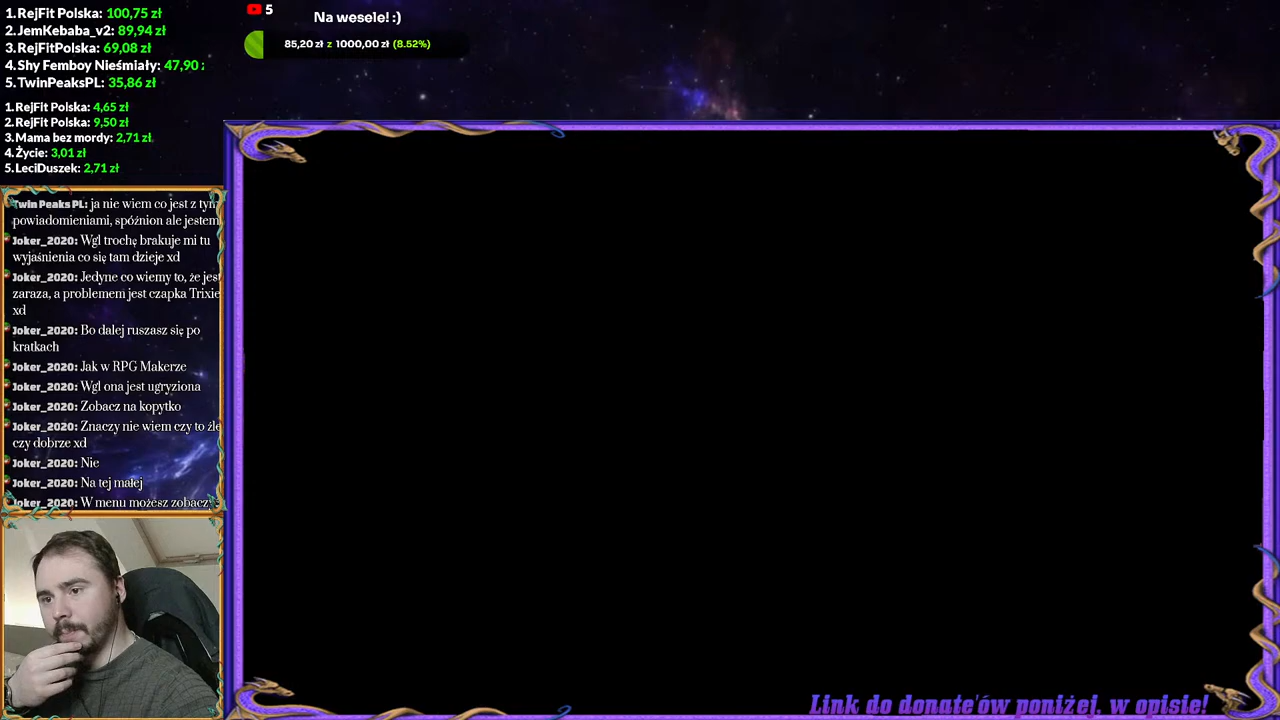 1.RejFit Polska: 100,75 zł
2.JemKebaba_v2: 89,94 zł
3.RejFitPolska: 69,08 zł
4.Shy Femboy Nieśmiały: 47,90
5.TwinPeaksPL: 35,86 zł
1.RejFit Polska: 4,65 zł
2.RejFit Polska: 9,50 zł
3.Mama bez mordy: 2,71 zł
4.Życie: 3,01 zł
5.LeciDuszek: 2,71 zł
5
Na wesele! :)
85,20 zł z 1000,00 zł (8.52%)
Twin Peaks PL: ja nie wiem co jest z tym
powiadomieniami, spóźnion ale jestem
Joker_2020: Wgl trochę brakuje mi tu
wyjaśnienia co się tam dzieje xd
Joker_2020: Jedyne co wiemy to, że jest
zaraza, a problemem jest czapka Trixie
xd
Joker_2020: Bo dalej ruszasz się po
kratkach
Joker_2020: Jak w RPG Makerze
Joker_2020: Wgl ona jest ugryziona
Joker_2020: Zobacz na kopytko
Joker_2020: Znaczy nie wiem czy to źle
czy dobrze xd
Joker_2020: Nie
Joker_2020: Na tej małej
Joker_2020: W menu możesz
Link do donate'ów poniżej, w opisie!